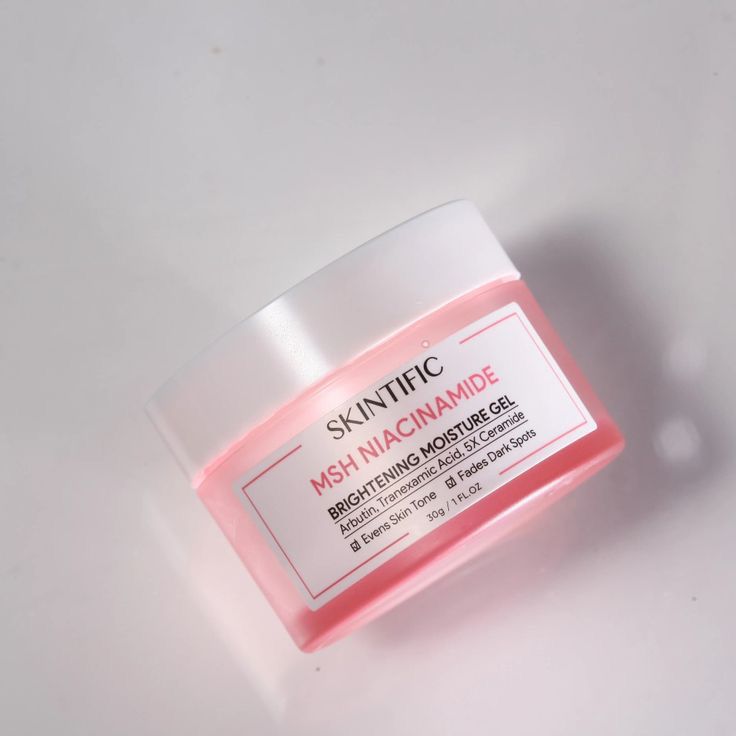 SKINTIFIC
MSH NIACINAMIDE
BRIGHTENING MOISTURE GEL
Arbutin, Tranexamic Acid, 5X Ceramide
☑ Evens Skin Tone ☑ Fades Dark Spots
30g / 1 FL.OZ